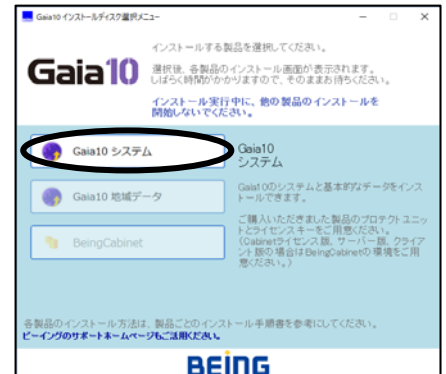 Gaia10 インストールディスク選択メニュー
Gaia10
インストールする製品を選択してください。
選択後、各製品のインストール画面が表示されます。
しばらく時間がかかりますので、そのままお待ちください。
インストール実行中に、他の製品のインストールを
開始しないでください。
Gaia10 システム
Gaia10 地域データ
BeingCabinet
Gaia10
システム
Gaia10のシステムと基本的なデータをインス
トールできます。
ご購入いただきました製品のプロテクトユニッ
トとライセンスキーをご用意ください。
(Cabinetライセンス版、サーバー版、クライア
ント版の場合はBeingCabinetの環境をご用
意ください。)
各製品のインストール方法は、製品ごとのインストール手順書を参考にしてください。
ビーイングのサポートホームページもご活用ください。
BEING